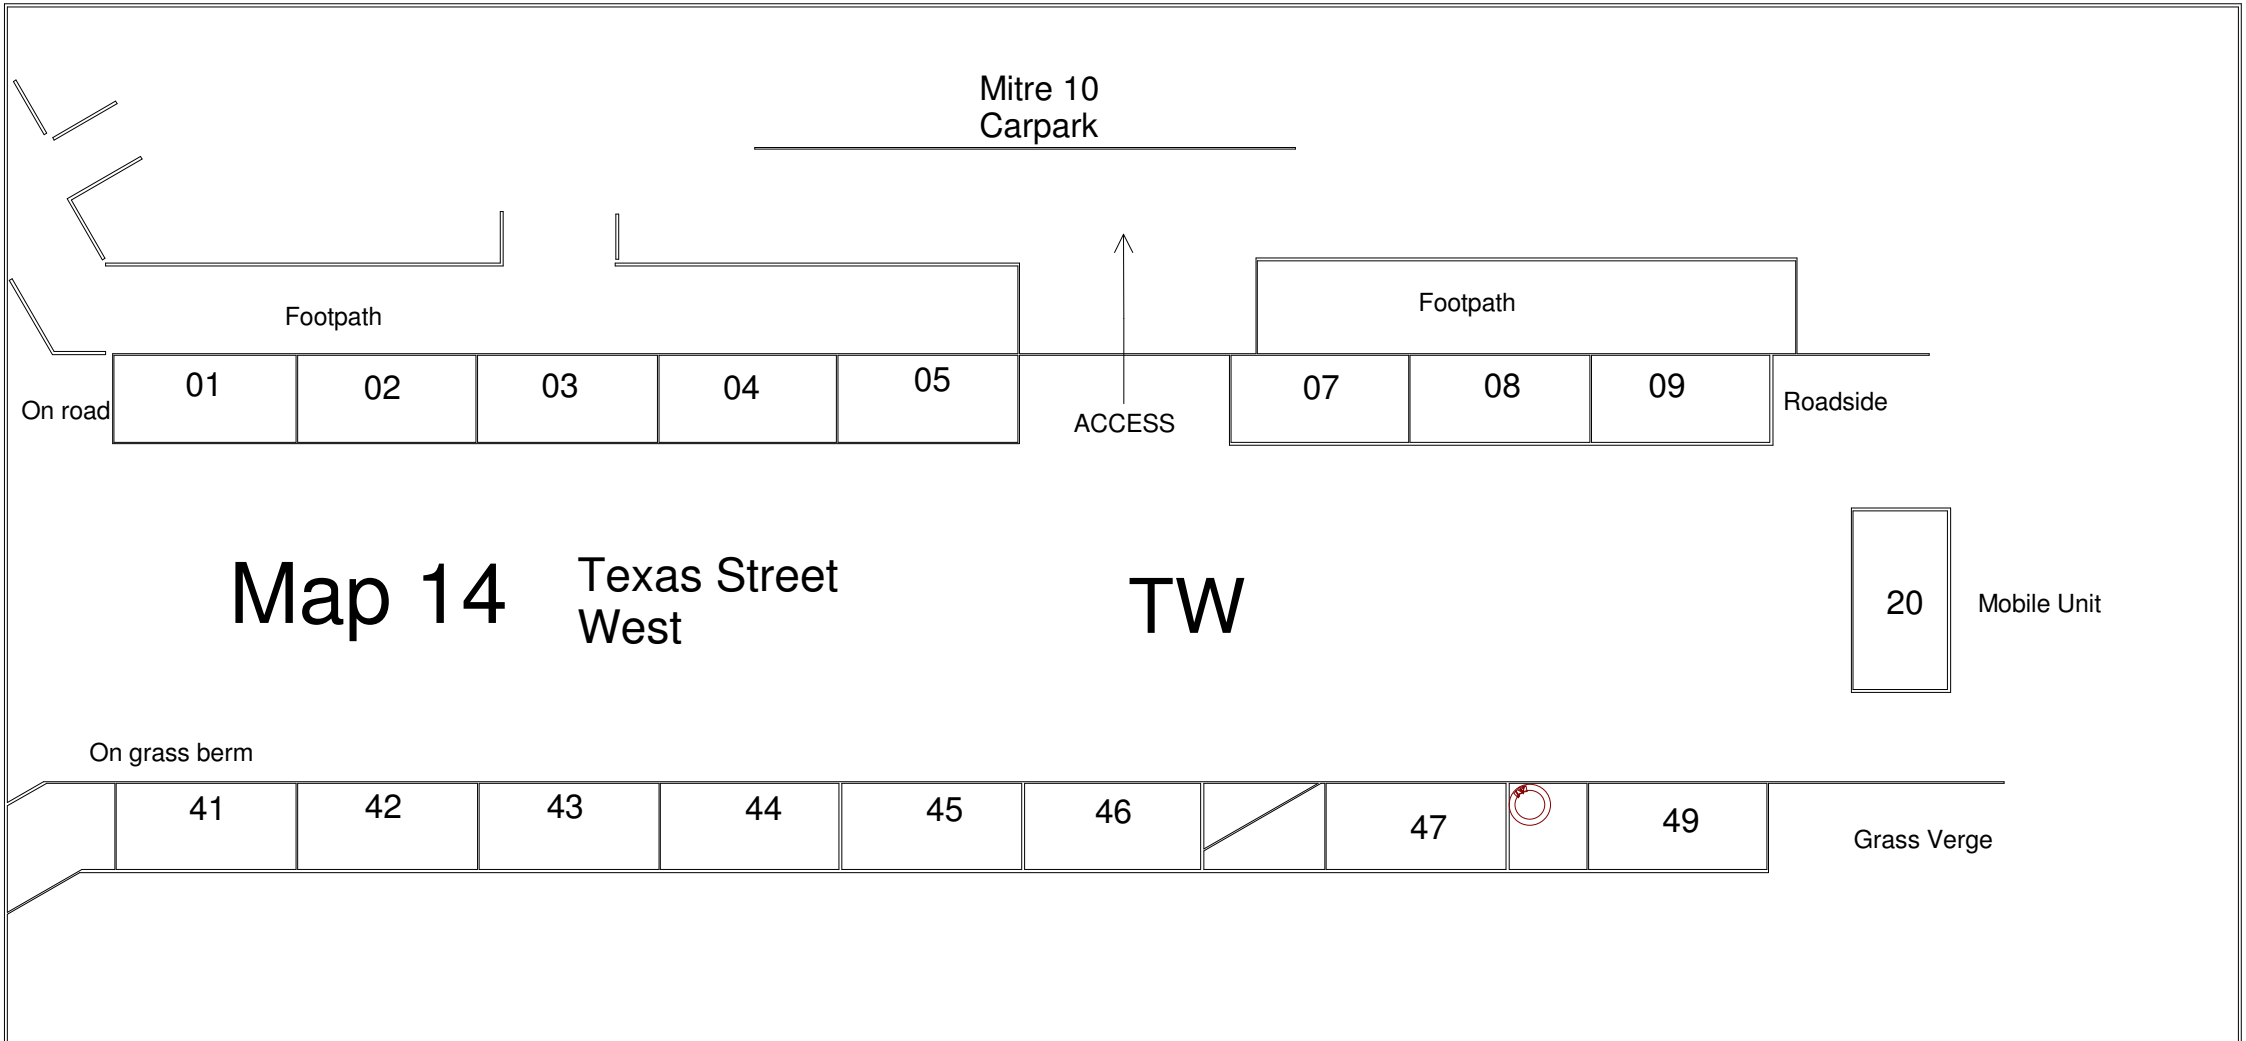 Mitre 10
Carpark
Footpath
Footpath
On road
01
02
03
04
05
ACCESS
07
08
09
Roadside
Map 14
Texas Street
West
TW
20
Mobile Unit
On grass berm
41
42
43
44
45
46
47
49
Grass Verge